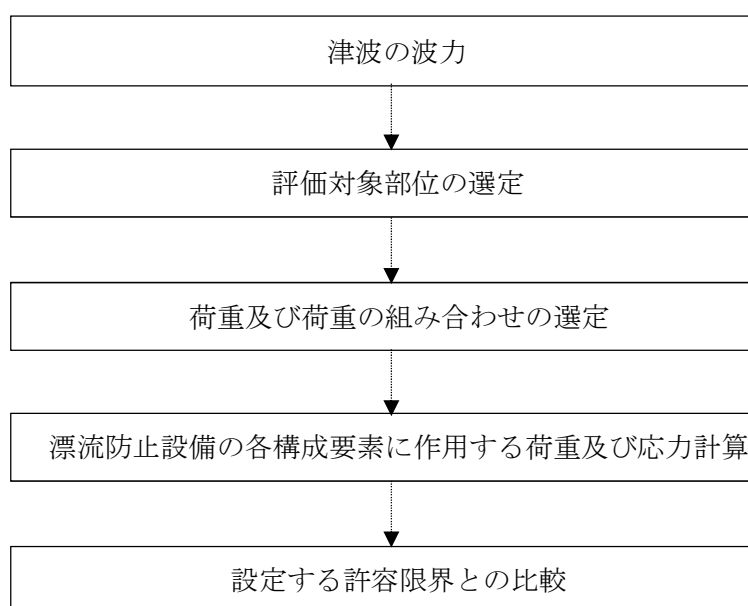 津波の波力
評価対象部位の選定
荷重及び荷重の組み合わせの選定
漂流防止設備の各構成要素に作用する荷重及び応力計算
設定する許容限界との比較